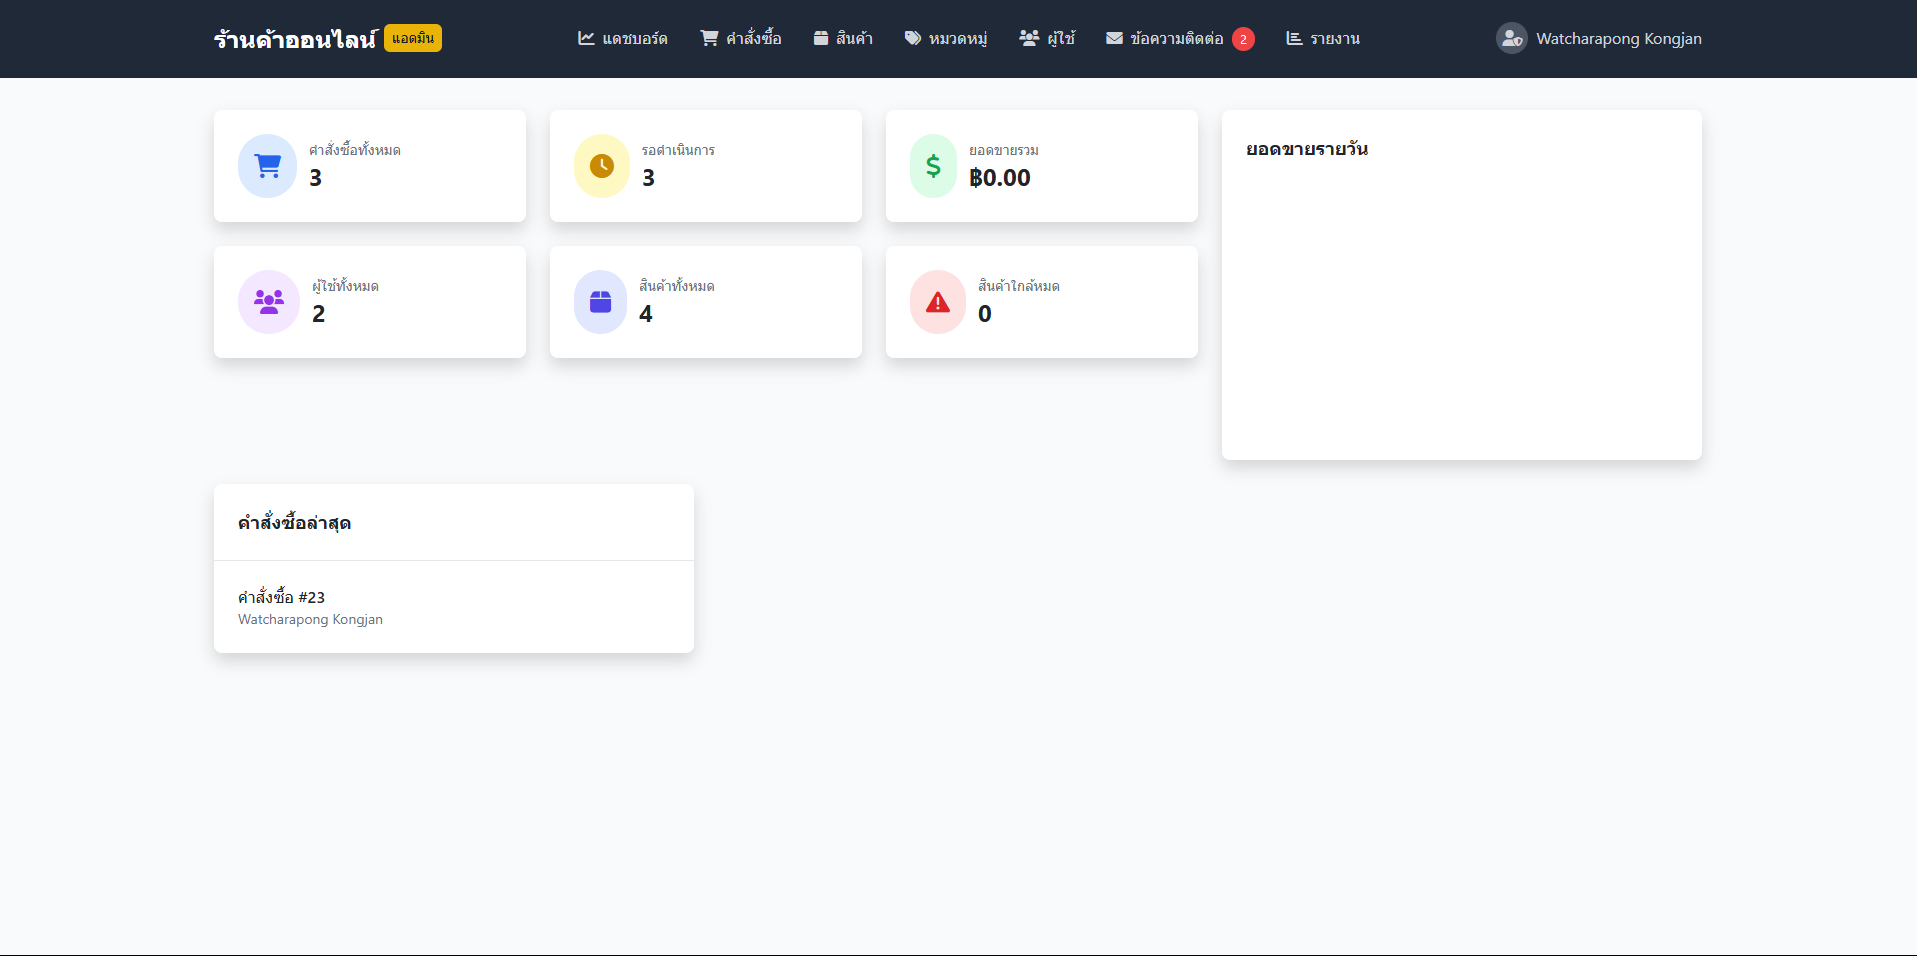 ร้านค้าออนไลน์ แอดมิน
แดชบอร์ด
คำสั่งซื้อ
สินค้า
หมวดหมู่
ผู้ใช้
ข้อความติดต่อ 2
รายงาน
Watcharapong Kongjan
คำสั่งซื้อทั้งหมด
3
รอดำเนินการ
3
ยอดขายรวม
฿0.00
ผู้ใช้ทั้งหมด
2
สินค้าทั้งหมด
4
สินค้าใกล้หมด
0
ยอดขายรายวัน
คำสั่งซื้อล่าสุด
คำสั่งซื้อ #23
Watcharapong Kongjan